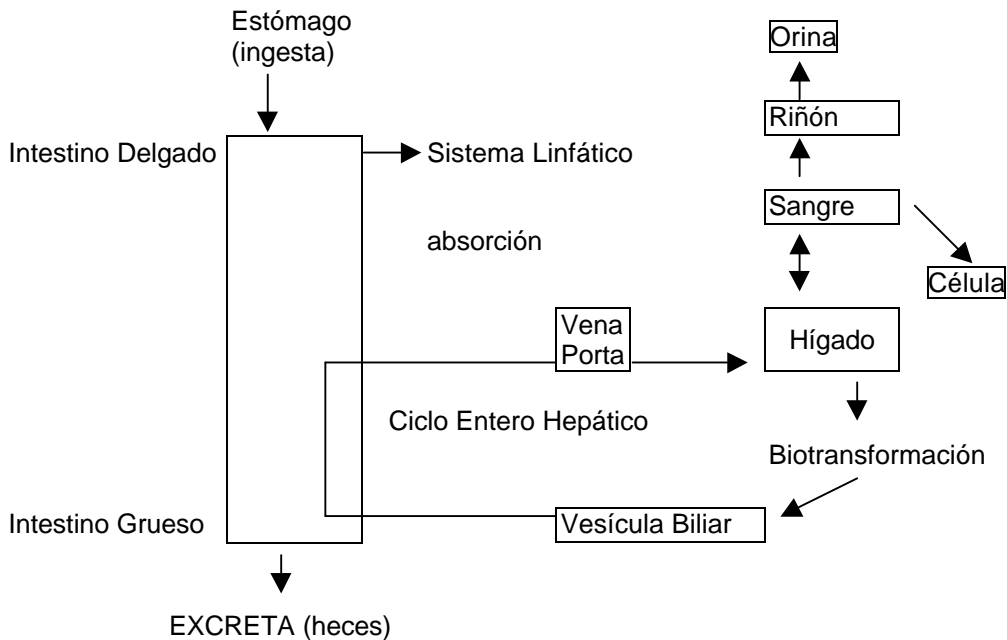 Estómago
(ingesta)
Orina
Riñón
Intestino Delgado
Sistema Linfático
Sangre
absorción
Célula
Vena
Porta
Hígado
Ciclo Entero Hepático
Biotransformación
Intestino Grueso
Vesícula Biliar
EXCRETA (heces)